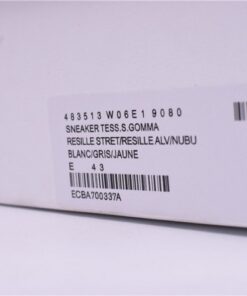 483513 W06E1 9080
SNEAKER TESS.S.GOMMA
RESILLE STRET/RESILLE ALV/NUBU
BLANC/GRIS/JAUNE
E 43
ECBA700337A